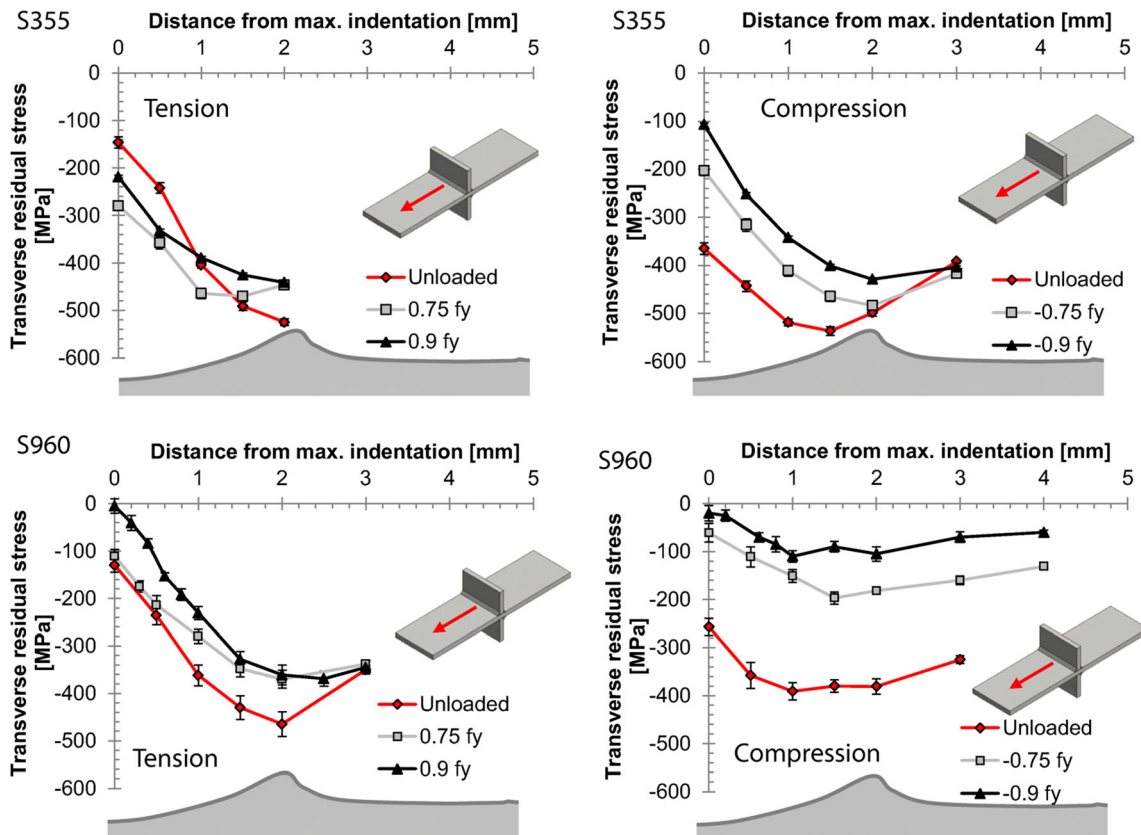 S355
Distance from max. indentation [mm]
0 1 2 3 4 5
0
-100
-200
-300
-400
-500
-600
Transverse residual stress
[MPa]
Tension
Unloaded
0.75 fy
0.9 fy
S355
Distance from max. indentation [mm]
0 1 2 3 4 5
0
-100
-200
-300
-400
-500
-600
Transverse residual stress
[MPa]
Compression
Unloaded
-0.75 fy
-0.9 fy
S960
Distance from max. indentation [mm]
0 1 2 3 4 5
0
-100
-200
-300
-400
-500
-600
Transverse residual stress
[MPa]
Unloaded
0.75 fy
0.9 fy
Tension
S960
Distance from max. indentation [mm]
0 1 2 3 4 5
0
-100
-200
-300
-400
-500
-600
Transverse residual stress
[MPa]
Unloaded
-0.75 fy
-0.9 fy
Compression